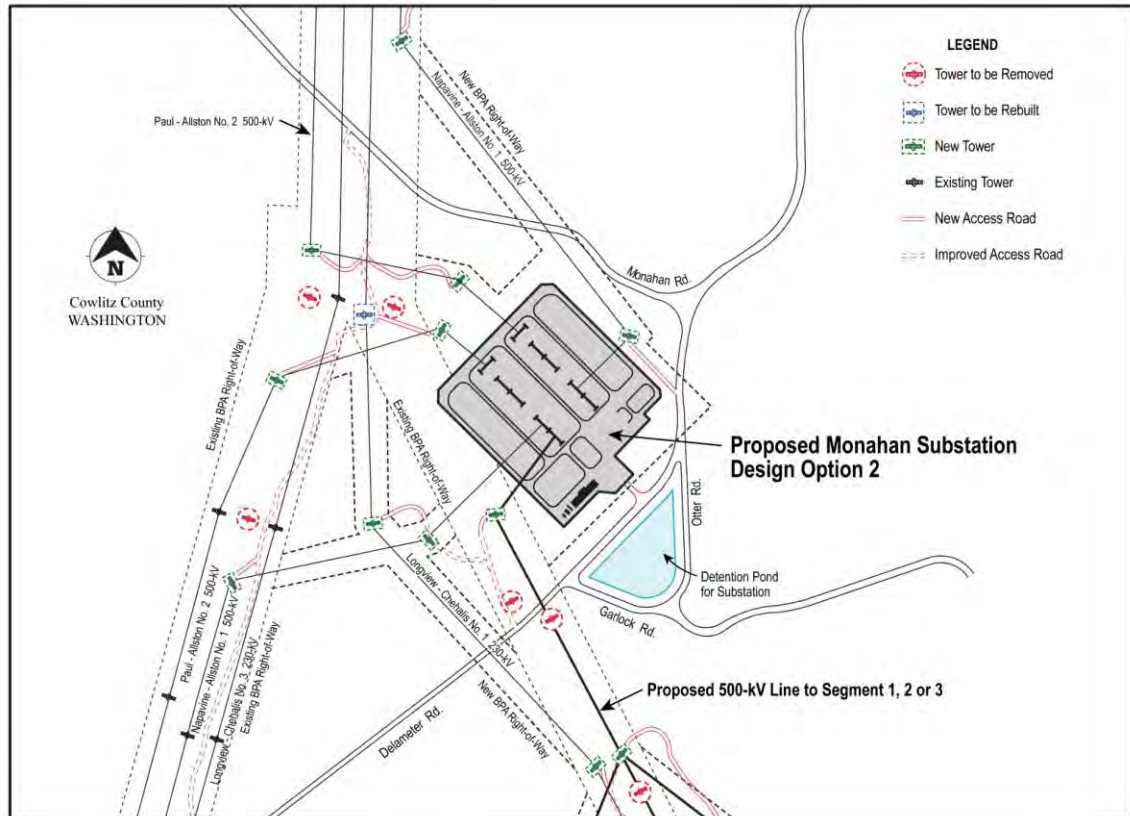 LEGEND
Tower to be Removed
Tower to be Rebuilt
New Tower
Existing Tower
New Access Road
Improved Access Road
New BPA Right-of-Way
Napavine - Allston No. 1 500-kV
Paul - Allston No. 2 500-kV
N
Cowlitz County
WASHINGTON
Monahan Rd.
Existing BPA Right-of-Way
Existing BPA Right-of-Way
Proposed Monahan Substation
Design Option 2
Otter Rd.
Detention Pond
for Substation
Garlock Rd.
Longview - Chehalis No. 1 230-kV
Paul - Allston No. 2 500-kV
Napavine - Allston No. 1 500-kV
Longview - Chehalis No. 3 230-kV
Existing BPA Right-of-Way
New BPA Right-of-Way
Delameter Rd.
Proposed 500-kV Line to Segment 1, 2 or 3